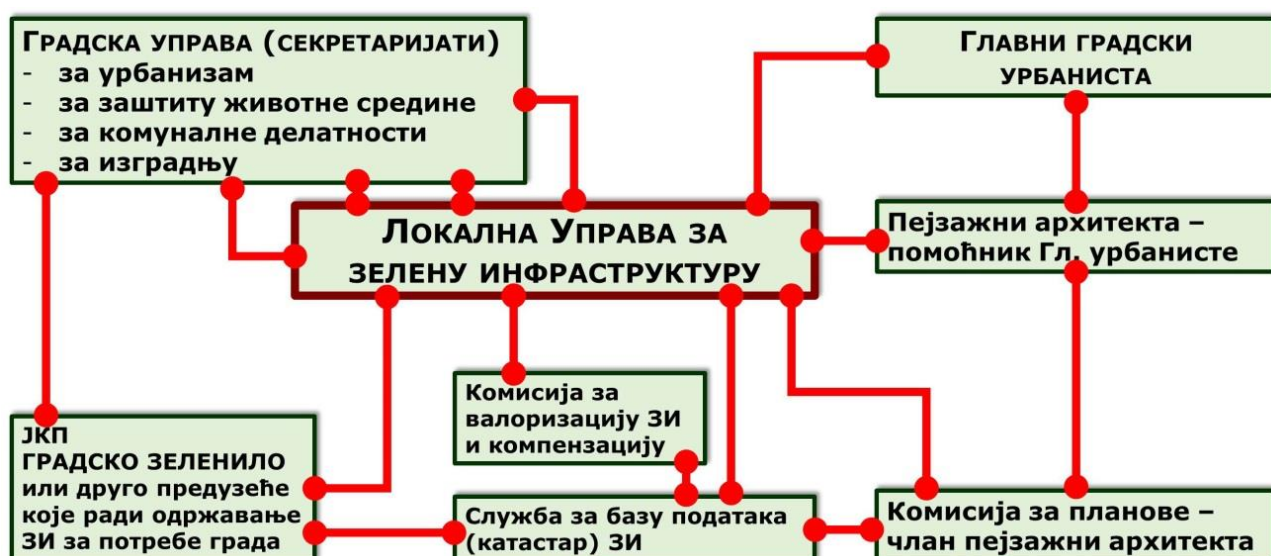 ГРАДСКА УПРАВА (СЕКРЕТАРИЈАТИ)
- за урбанизам
- за заштиту животне средине
- за комуналне делатности
- за изградњу
ГЛАВНИ ГРАДСКИ
УРБАНИСТА
ЛОКАЛНА УПРАВА ЗА
ЗЕЛЕНУ ИНФРАСТРУКТУРУ
Пејзажни архитекта –
помоћник Гл. урбанисте
Комисија за
валоризацију ЗИ
и компензацију
ЈКП
ГРАДСКО ЗЕЛЕНИЛО
или друго предузеће
које ради одржавање
ЗИ за потребе града
Служба за базу података
(катастар) ЗИ
Комисија за планове –
члан пејзажни архитекта